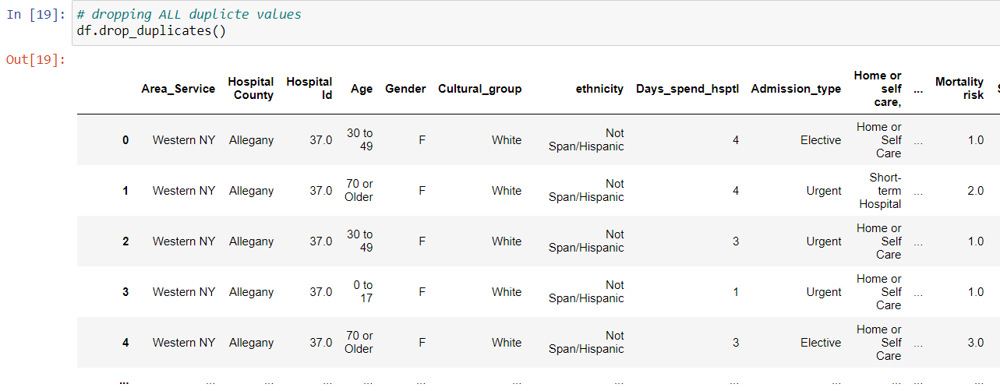 In [19]: # dropping ALL duplicte values
df.drop_duplicates()
Out[19]:
Area_Service Hospital County Hospital Id Age Gender Cultural_group ethnicity Days_spend_hsptl Admission_type Home or self care, ... Mortality risk
0 Western NY Allegany 37.0 30 to 49 F White Not Span/Hispanic 4 Elective Home or Self Care ... 1.0
1 Western NY Allegany 37.0 70 or Older F White Not Span/Hispanic 4 Urgent Short-term Hospital ... 2.0
2 Western NY Allegany 37.0 30 to 49 F White Not Span/Hispanic 3 Urgent Home or Self Care ... 1.0
3 Western NY Allegany 37.0 0 to 17 F White Not Span/Hispanic 1 Urgent Home or Self Care ... 1.0
4 Western NY Allegany 37.0 70 or Older F White Not Span/Hispanic 3 Elective Home or Self Care ... 3.0
... ... ... ... ... ... ... ... ... ... ... ... ...